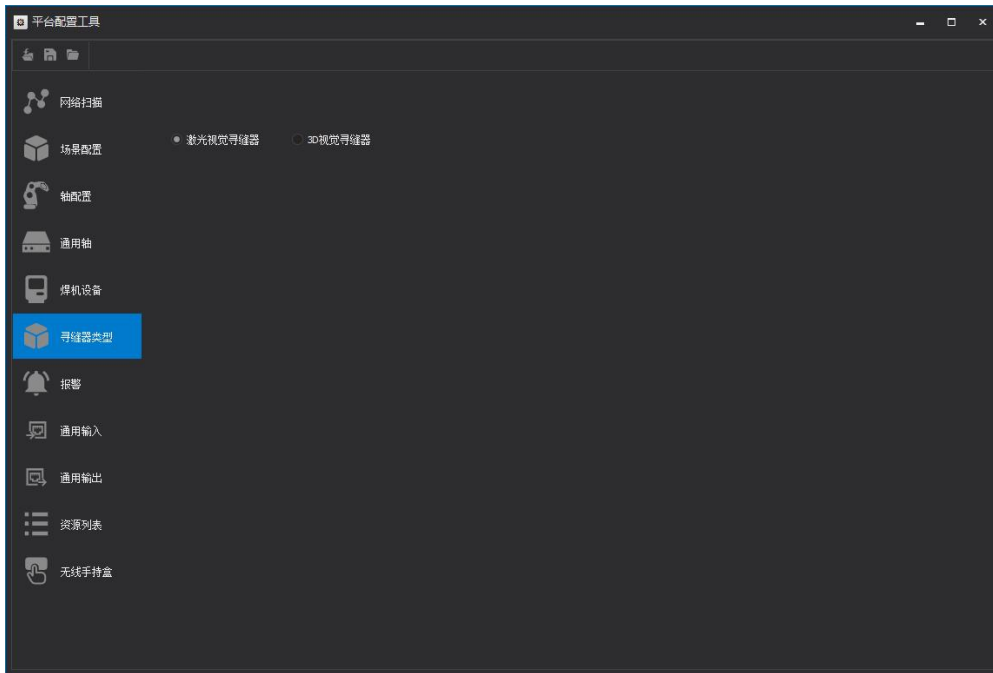 平台配置工具
网络扫描
场景配置
激光視觉寻缝器 3D视觉寻缝器
轴配置
通用轴
焊机设备
寻缝器类型
报警
通用输入
通用输出
资源列表
无线手持盒